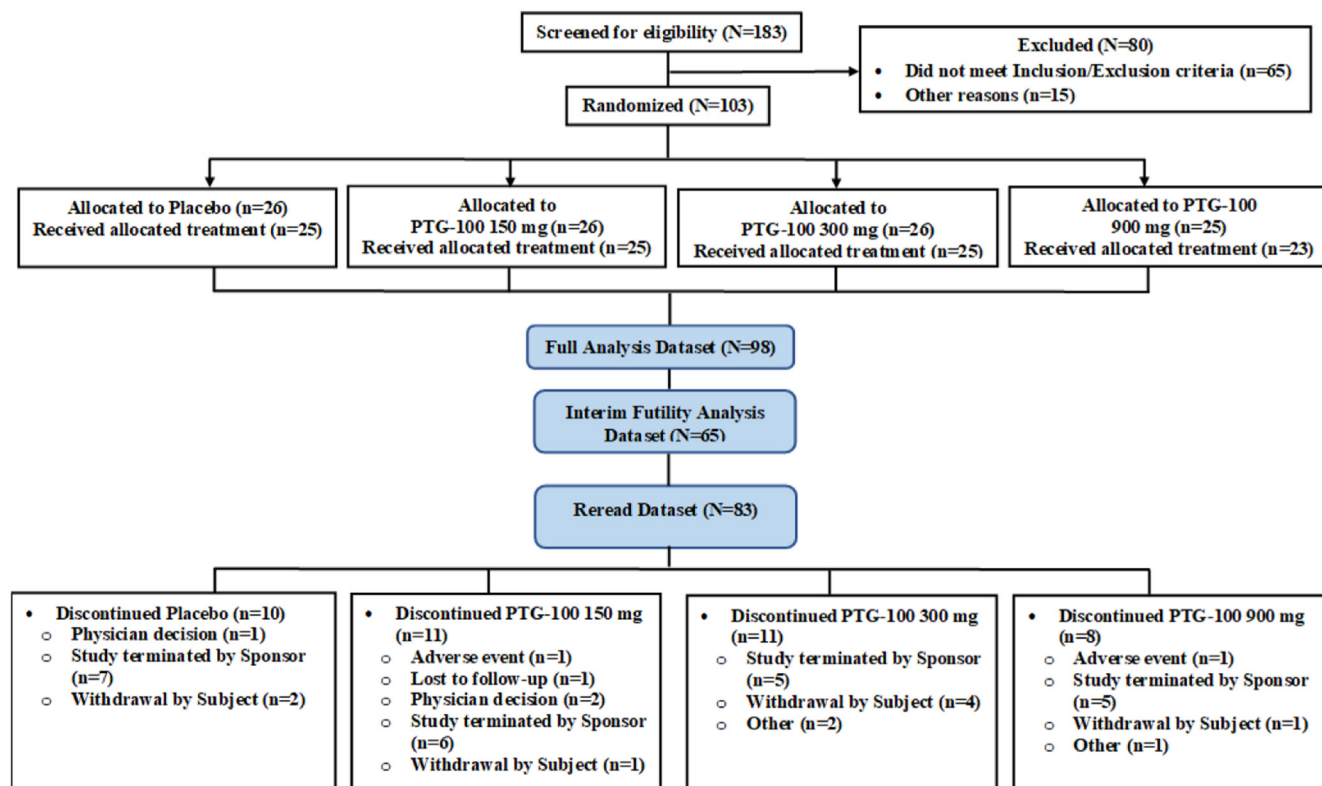 Screened for eligibility (N=183)
Excluded (N=80)
• Did not meet Inclusion/Exclusion criteria (n=65)
• Other reasons (n=15)
Randomized (N=103)
Allocated to Placebo (n=26)
Received allocated treatment (n=25)
Allocated to
PTG-100 150 mg (n=26)
Received allocated treatment (n=25)
Allocated to
PTG-100 300 mg (n=26)
Received allocated treatment (n=25)
Allocated to PTG-100
900 mg (n=25)
Received allocated treatment (n=23)
Full Analysis Dataset (N=98)
Interim Futility Analysis
Dataset (N=65)
Reread Dataset (N=83)
• Discontinued Placebo (n=10)
o Physician decision (n=1)
o Study terminated by Sponsor
(n=7)
o Withdrawal by Subject (n=2)
• Discontinued PTG-100 150 mg
(n=11)
o Adverse event (n=1)
o Lost to follow-up (n=1)
o Physician decision (n=2)
o Study terminated by Sponsor
(n=6)
o Withdrawal by Subject (n=1)
• Discontinued PTG-100 300 mg
(n=11)
o Study terminated by Sponsor
(n=5)
o Withdrawal by Subject (n=4)
o Other (n=2)
• Discontinued PTG-100 900 mg
(n=8)
o Adverse event (n=1)
o Study terminated by Sponsor
(n=5)
o Withdrawal by Subject (n=1)
o Other (n=1)